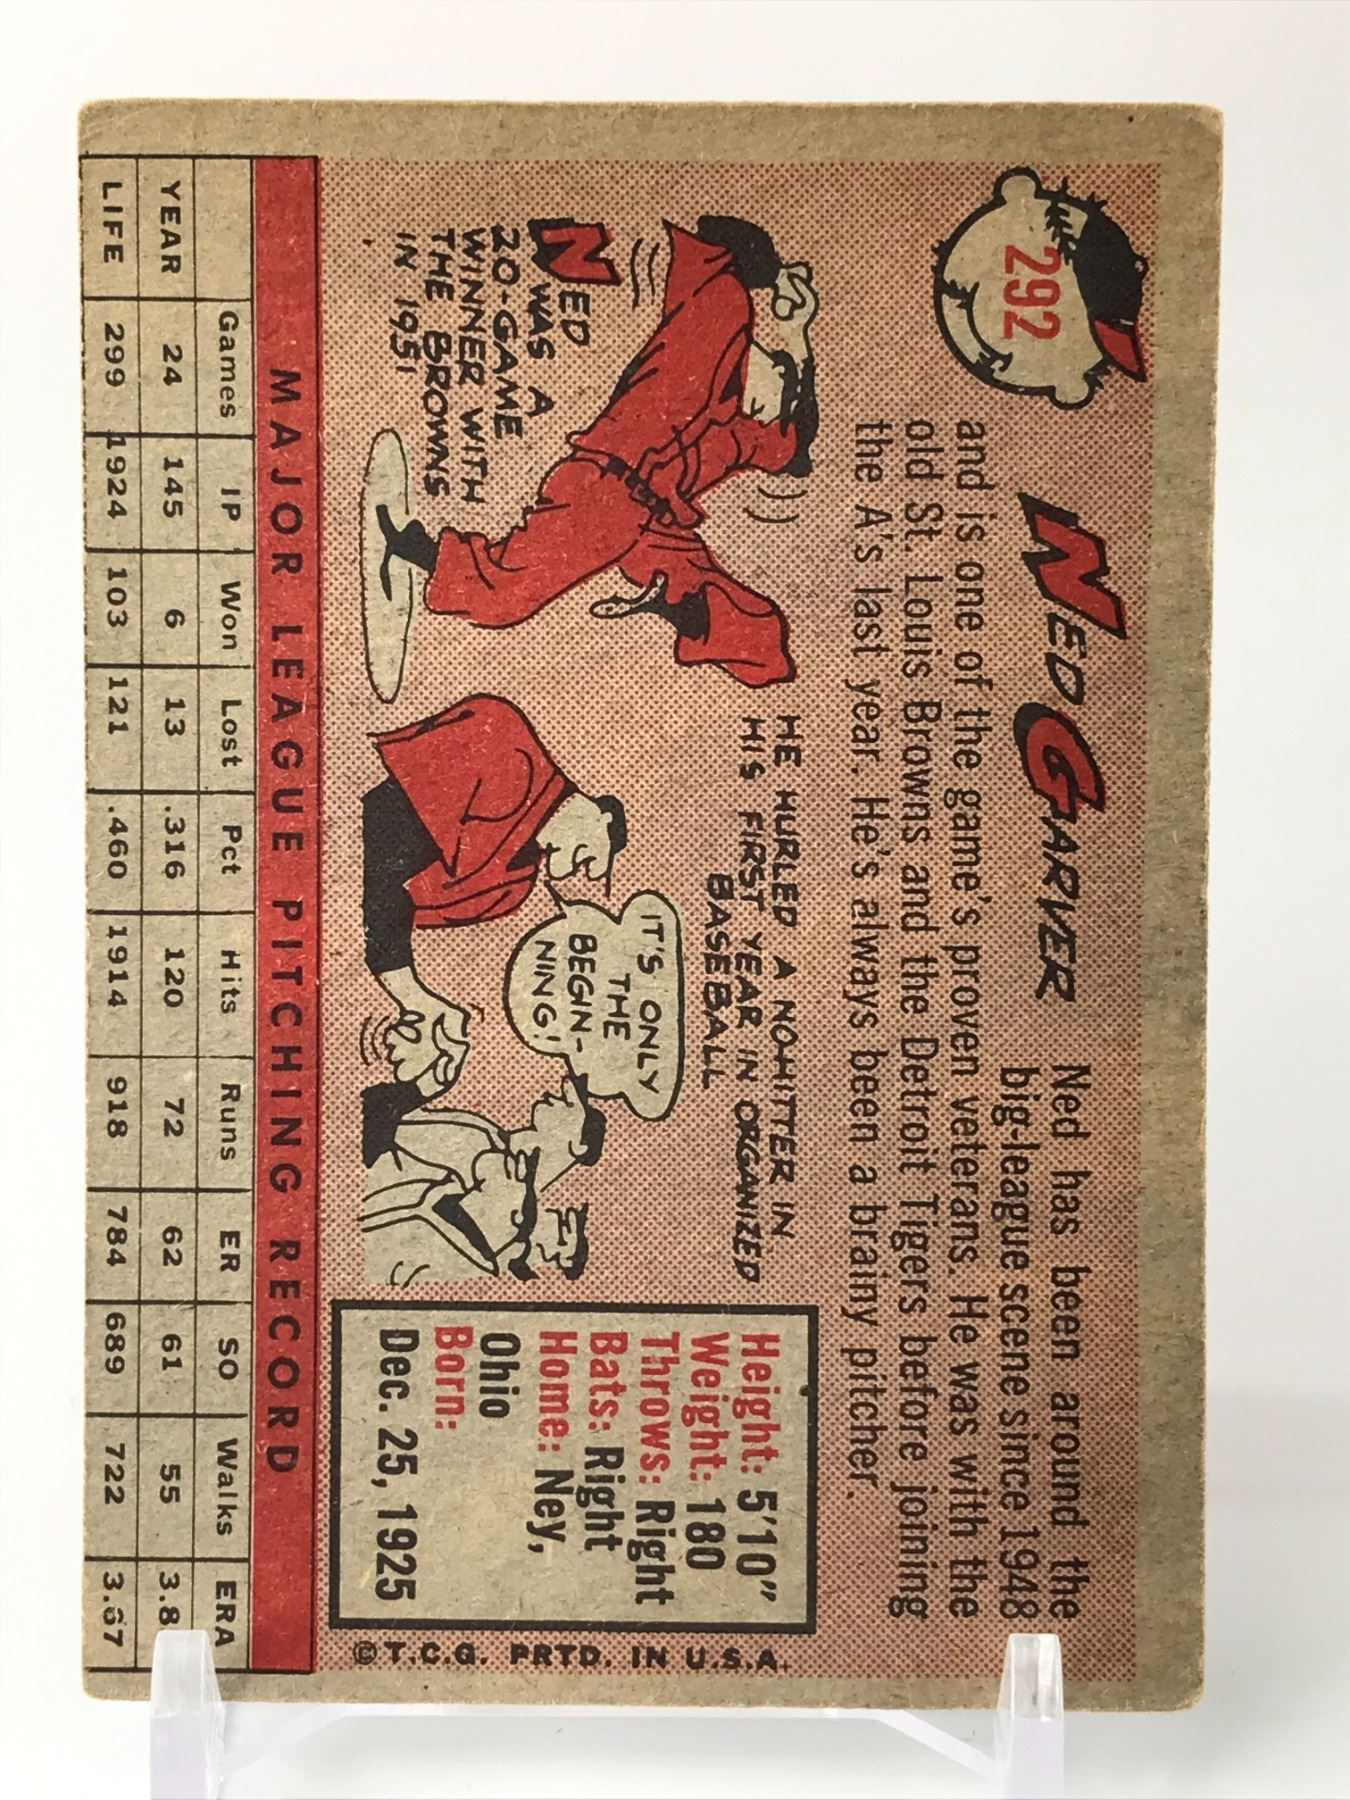 292
NED GARVER
Ned has been around the
big-league scene since 1948
and is one of the game's proven veterans. He was with the
old St. Louis Browns and the Detroit Tigers before joining
the A's last year. He's always been a brainy pitcher.
NED
WAS A
20-GAME
WINNER WITH
THE BROWNS
IN 1951
HE HURLED A NOHITTER IN
HIS FIRST YEAR IN ORGANIZED
BASEBALL
IT'S ONLY
THE
BEGIN-
NING!
Height: 5'10"
Weight: 180
Throws: Right
Bats: Right
Home: Ney,
Ohio
Born:
Dec. 25, 1925
©T.C.G. PRTD. IN U.S.A.
MAJOR LEAGUE PITCHING RECORD
Games IP Won Lost Pct Hits Runs ER SO Walks ERA
YEAR 24 145 6 13 .316 120 72 62 61 55
LIFE 299 1924 103 121 .460 1914 918 784 689 722 3.67